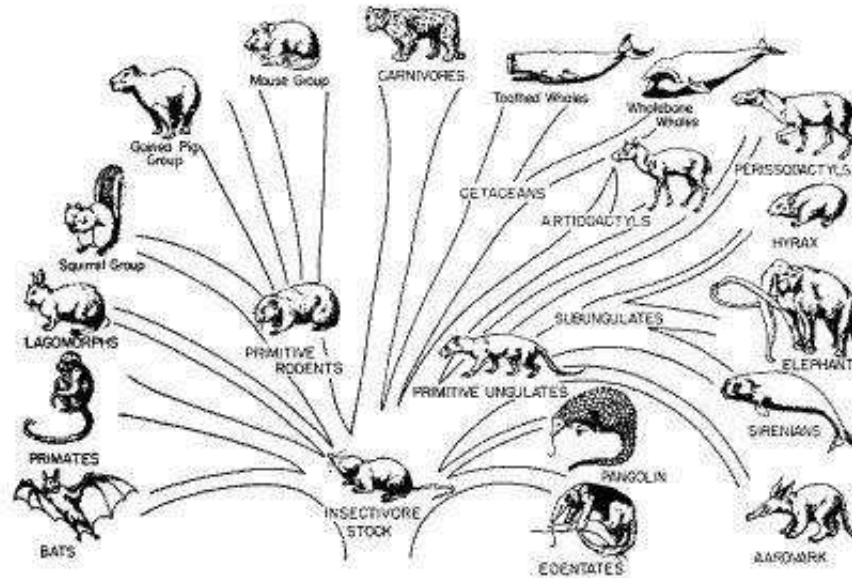 Mouse Group
CARNIVORES
Toothed Whales
Whalebone
Whales
Guinea Pig
Group
PERISSODACTYLS
CETACEANS
ARTIODACTYLS
HYRAX
Squirrel Group
SUBUNGULATES
LAGOMORPHS
PRIMITIVE
RODENTS
ELEPHANT
PRIMITIVE UNGULATES
SIRENIANS
PRIMATES
PANGOLIN
INSECTIVORE
STOCK
BATS
EDENTATES
AARDVARK